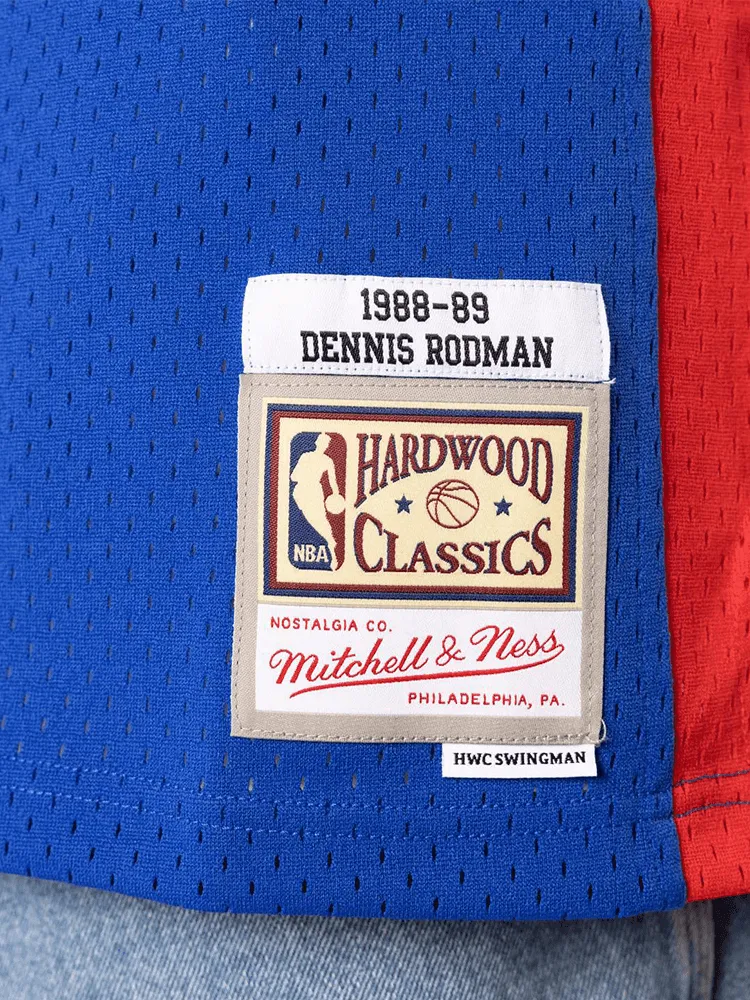 1988-89
DENNIS RODMAN
HARDWOOD
CLASSICS
NBA
NOSTALGIA CO.
Mitchell & Ness
PHILADELPHIA, PA.
HWC SWINGMAN